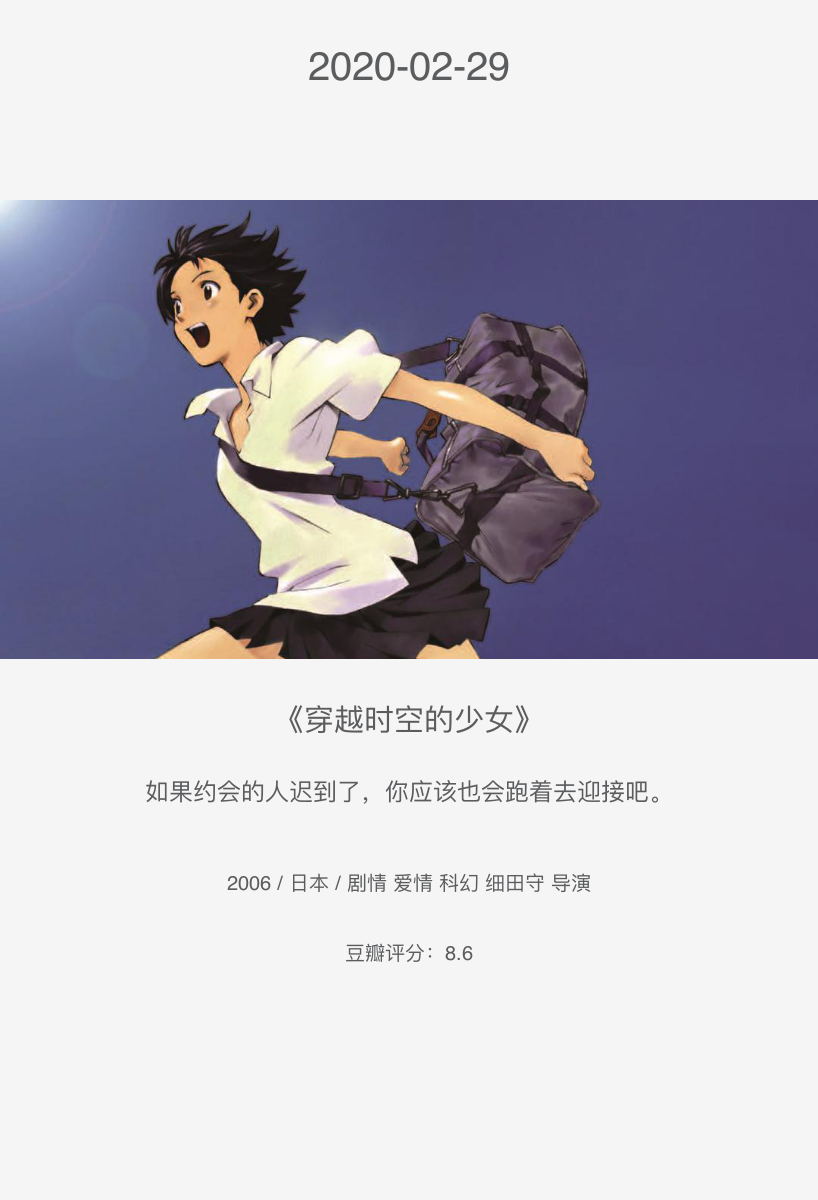 2020-02-29
《穿越时空的少女》
如果约会的人迟到了，你应该也会跑着去迎接吧。
2006 / 日本 / 剧情 爱情 科幻 细田守 导演
豆瓣评分：8.6